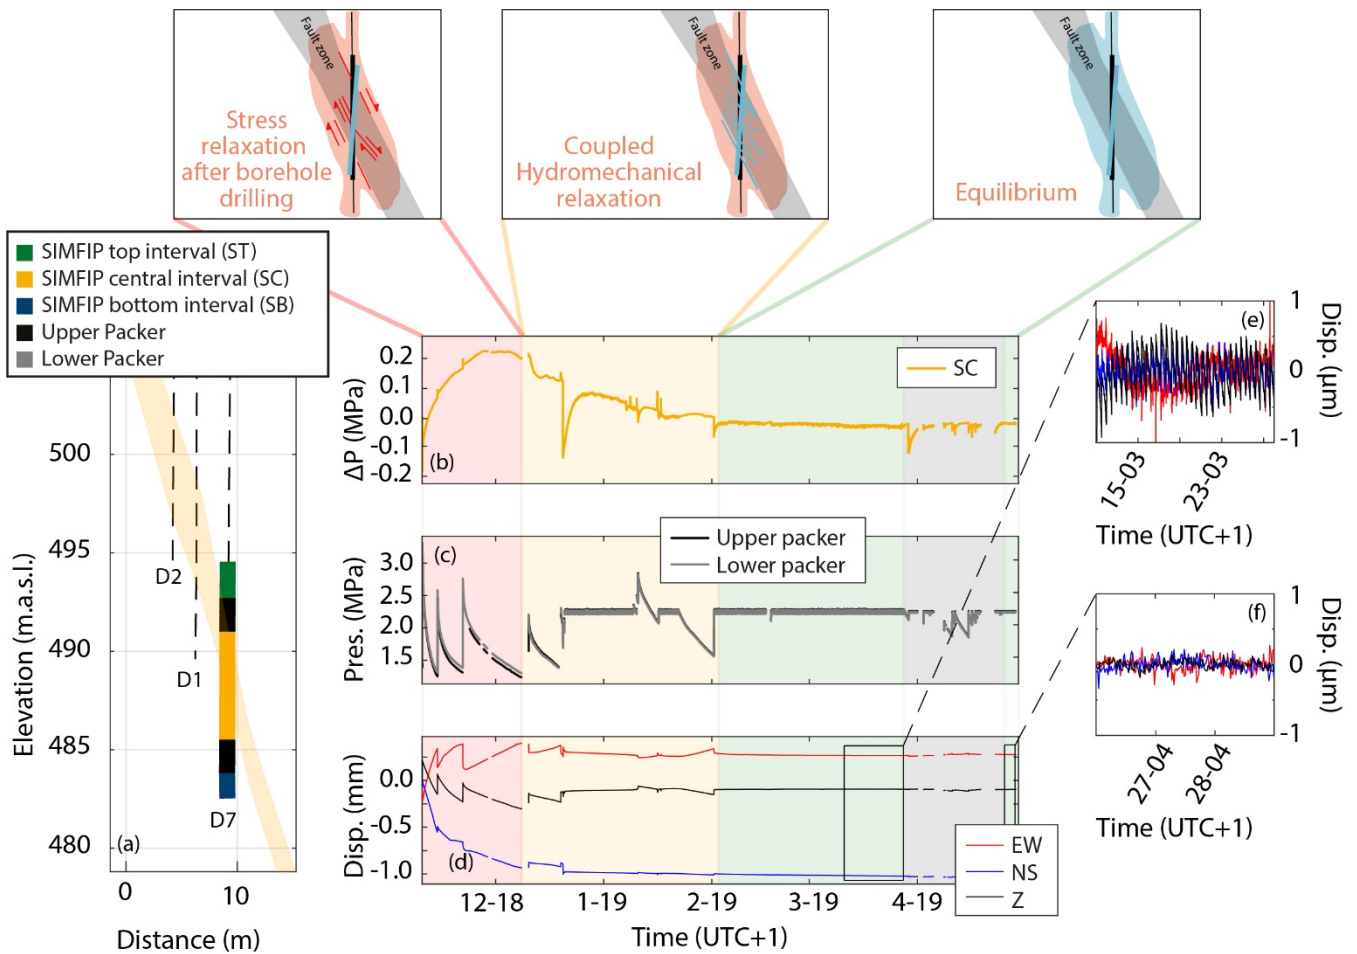 Fault zone
Stress
relaxation
after borehole
drilling
Fault zone
Coupled
Hydromechanical
relaxation
Fault zone
Equilibrium
SIMFIP top interval (ST)
SIMFIP central interval (SC)
SIMFIP bottom interval (SB)
Upper Packer
Lower Packer
500
495
490
485
480
Elevation (m.a.s.l.)
D2
D1
D7
(a)
0
10
Distance (m)
0.2
0.1
0.0
-0.1
-0.2
ΔP (MPa)
(b)
SC
3.0
2.5
2.0
1.5
Pres. (MPa)
(c)
Upper packer
Lower packer
0.0
-0.5
-1.0
Disp. (mm)
(d)
EW
NS
Z
12-18
1-19
2-19
3-19
4-19
Time (UTC+1)
(e)
1
0
-1
Disp. (μm)
15-03
23-03
Time (UTC+1)
(f)
1
0
-1
Disp. (μm)
27-04
28-04
Time (UTC+1)